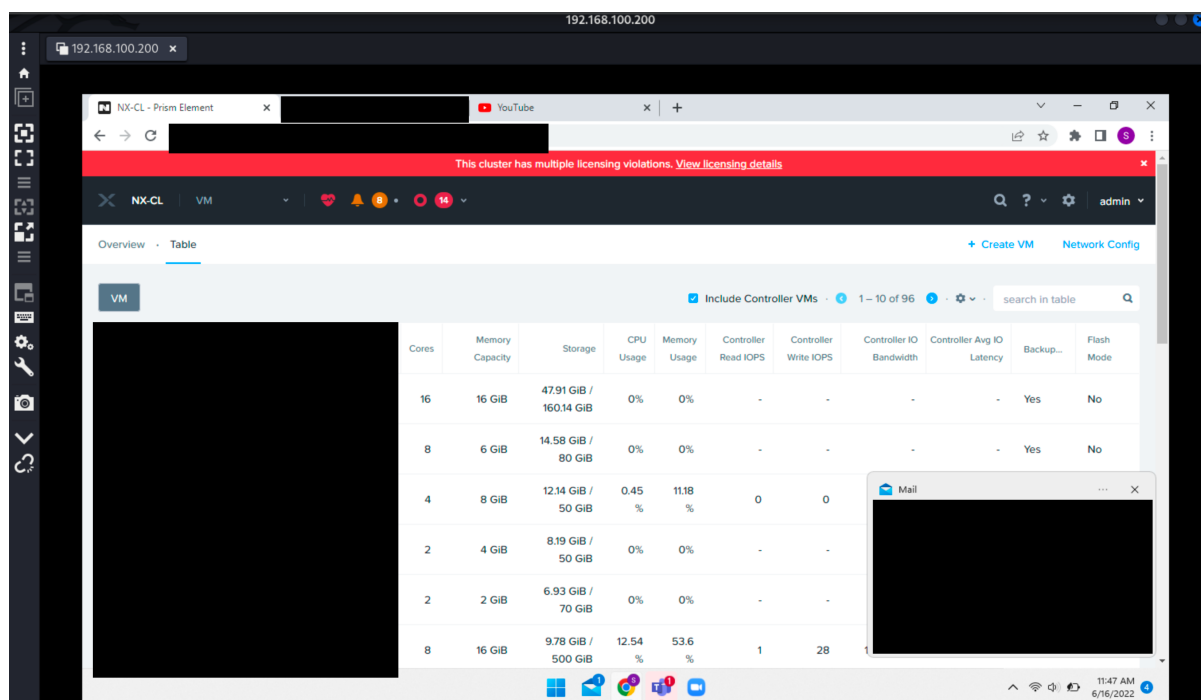 192.168.100.200
192.168.100.200
NX-CL - Prism Element
YouTube
S
This cluster has multiple licensing violations. View licensing details
NX-CL VM 8 14 ? admin
Overview · Table + Create VM Network Config
VM Include Controller VMs · 1 – 10 of 96 · · search in table
Cores Memory Capacity Storage CPU Usage Memory Usage Controller Read IOPS Controller Write IOPS Controller IO Bandwidth Controller Avg IO Latency Backup... Flash Mode
16 16 GiB 47.91 GiB / 160.14 GiB 0% 0% - - - - Yes No
8 6 GiB 14.58 GiB / 80 GiB 0% 0% - - - - Yes No
4 8 GiB 12.14 GiB / 50 GiB 0.45 % 11.18 % 0 0
2 4 GiB 8.19 GiB / 50 GiB 0% 0% - -
2 2 GiB 6.93 GiB / 70 GiB 0% 0% - -
8 16 GiB 9.78 GiB / 500 GiB 12.54 % 53.6 % 1 28 1
Mail ...
S 1 1
11:47 AM
6/16/2022 4